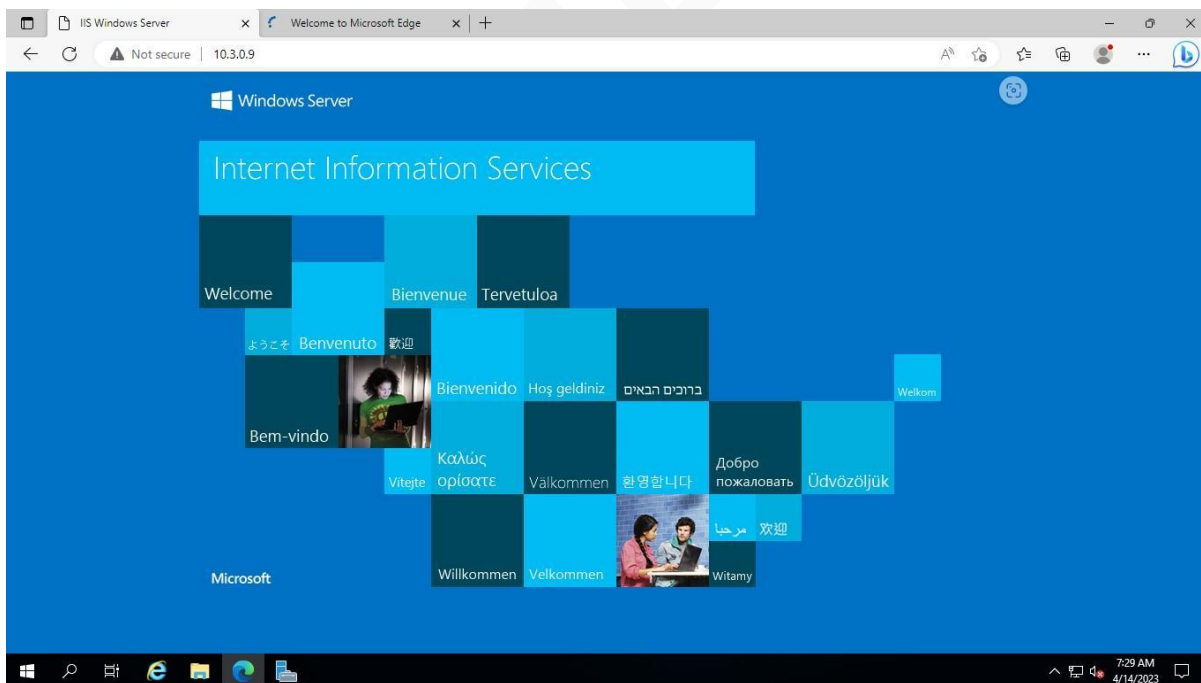 IIS Windows Server
Welcome to Microsoft Edge
Not secure
10.3.0.9
Windows Server
Internet Information Services
Welcome
Bienvenue
Tervetuloa
ようこそ
Benvenuto
歡迎
Bienvenido
Hoş geldiniz
ברוכים הבאים
Welkom
Bem-vindo
Vítejte
Καλώς
ορίσατε
Välkommen
환영합니다
Добро
пожаловать
Üdvözöljük
مرحبا
欢迎
Microsoft
Willkommen
Velkommen
Witamy
7:29 AM
4/14/2023